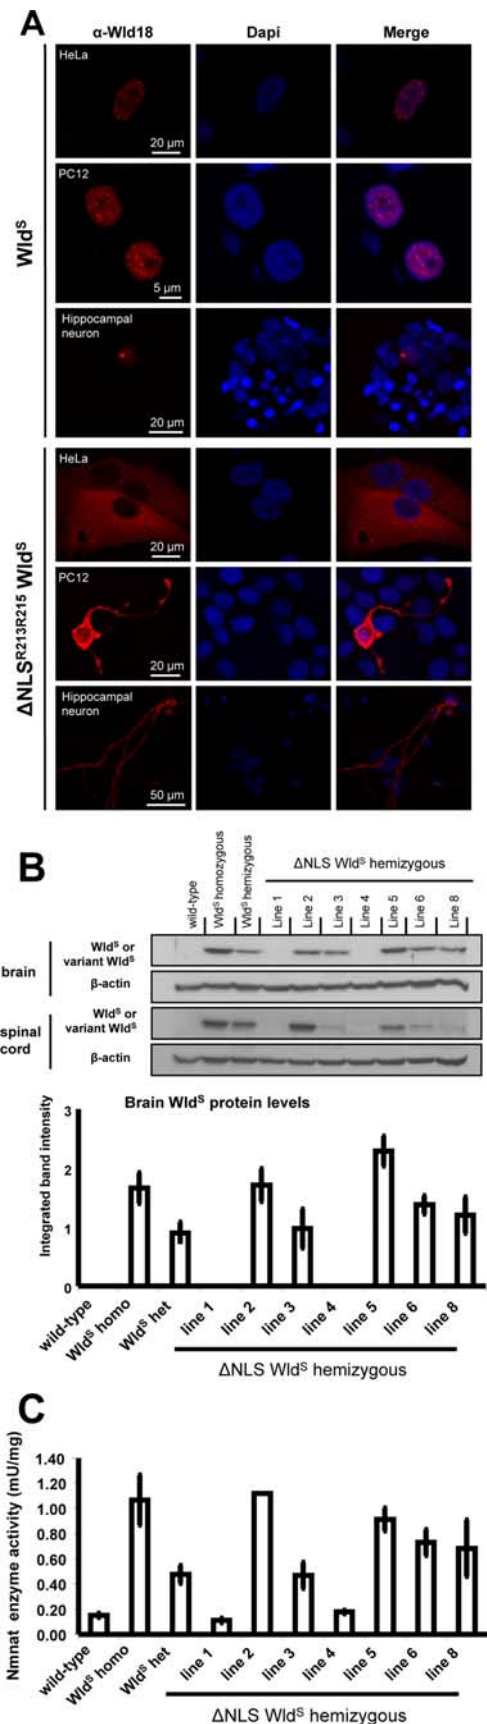 A
α-Wld18 Dapi Merge
Wldˢ
HeLa
20 µm
PC12
5 µm
Hippocampal
neuron
20 µm
ΔNLSᴿ²¹³ᴿ²¹⁵ Wldˢ
HeLa
20 µm
PC12
20 µm
Hippocampal
neuron
50 µm
B
wild-type
Wldˢ homozygous
Wldˢ hemizygous
ΔNLS Wldˢ hemizygous
Line 1
Line 2
Line 3
Line 4
Line 5
Line 6
Line 8
brain
Wldˢ or
variant Wldˢ
β-actin
spinal
cord
Wldˢ or
variant Wldˢ
β-actin
Brain Wldˢ protein levels
Integrated band intensity
3
2
1
0
wild-type
Wldˢ homo
Wldˢ het
line 1
line 2
line 3
line 4
line 5
line 6
line 8
ΔNLS Wldˢ hemizygous
C
Nmnat enzyme activity (mU/mg)
1.40
1.20
1.00
0.80
0.60
0.40
0.20
0.00
wild-type
Wldˢ homo
Wldˢ het
line 1
line 2
line 3
line 4
line 5
line 6
line 8
ΔNLS Wldˢ hemizygous